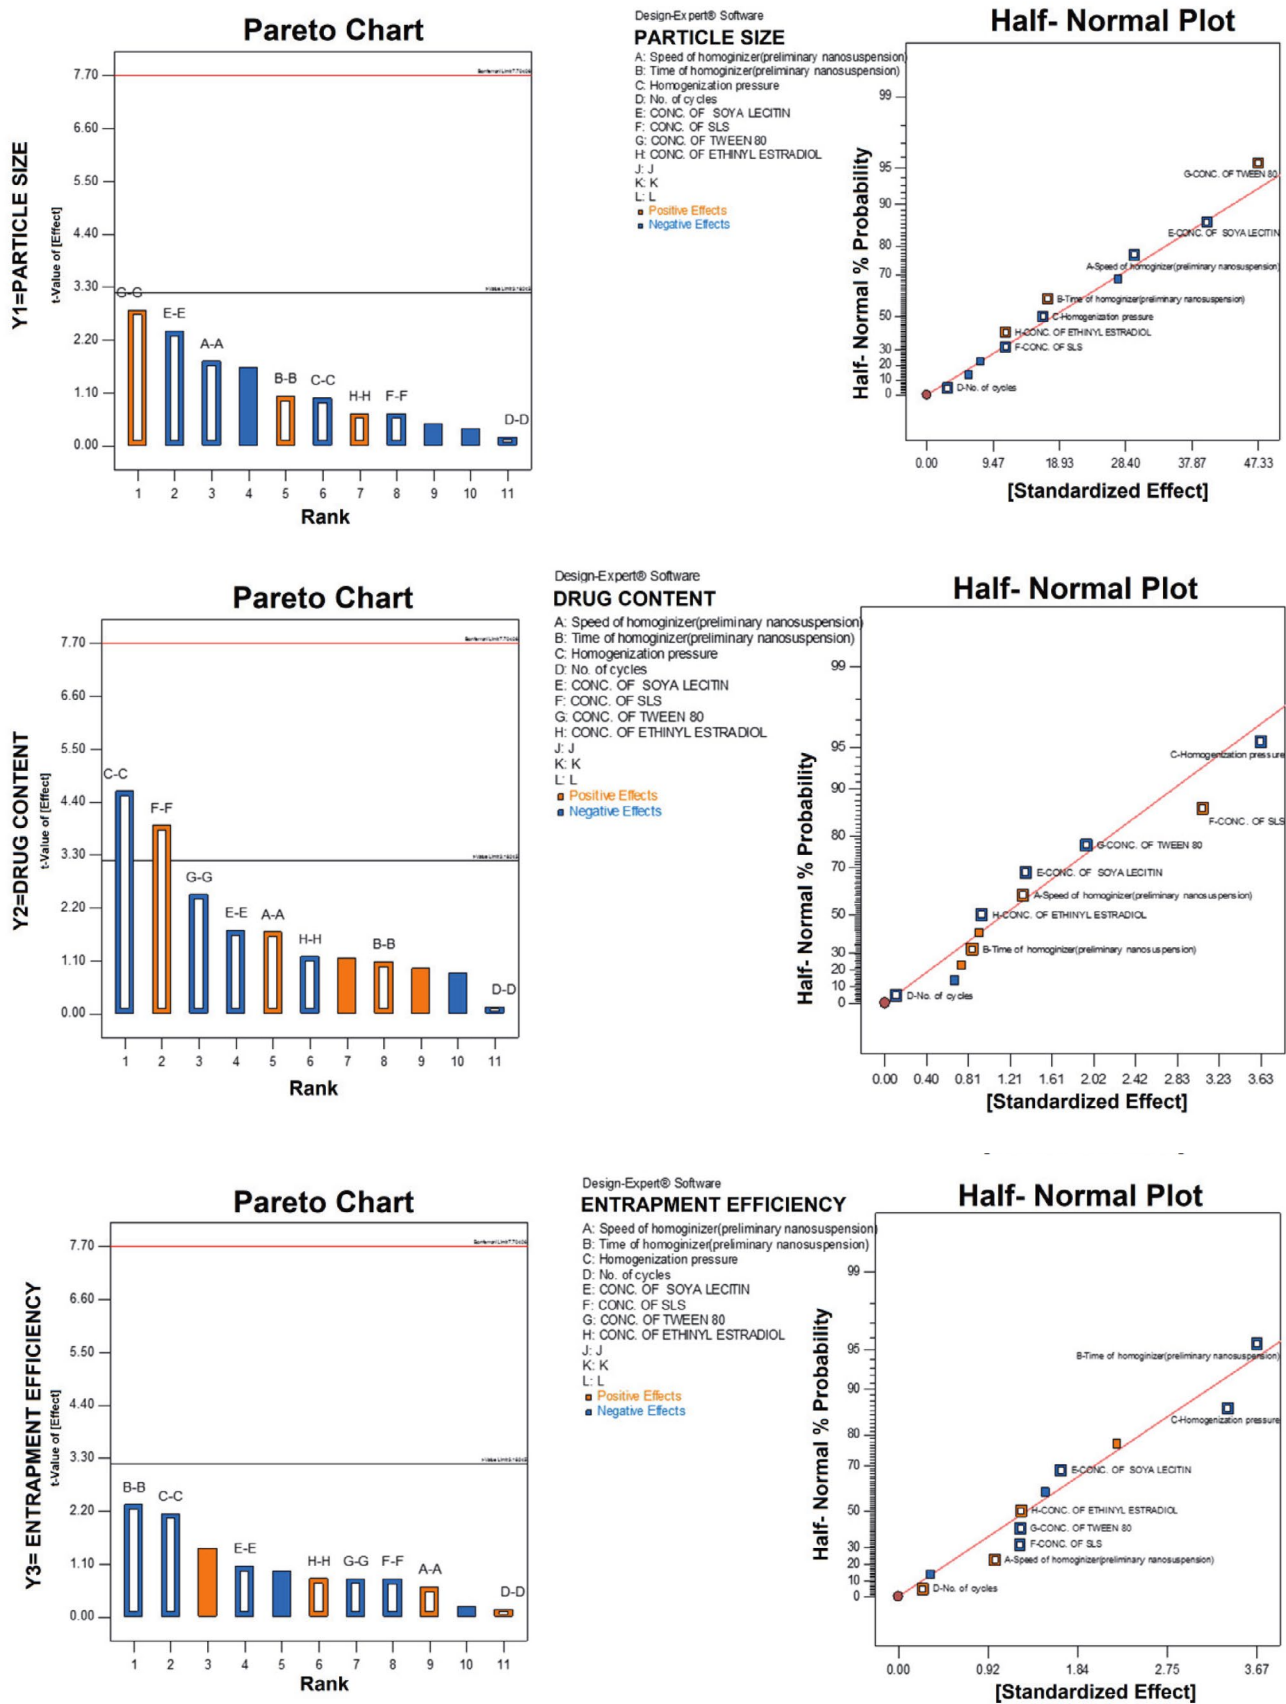 Pareto Chart
Y1=PARTICLE SIZE
t-Value of [Effect]
7.70
6.60
5.50
4.40
3.30
2.20
1.10
0.00
G-G
E-E
A-A
B-B
C-C
H-H
F-F
D-D
1 2 3 4 5 6 7 8 9 10 11
Rank
Design-Expert® Software
PARTICLE SIZE
A: Speed of homoginizer(preliminary nanosuspension)
B: Time of homoginizer(preliminary nanosuspension)
C: Homogenization pressure
D: No. of cycles
E: CONC. OF SOYA LECITIN
F: CONC. OF SLS
G: CONC. OF TWEEN 80
H: CONC. OF ETHINYL ESTRADIOL
J: J
K: K
L: L
Positive Effects
Negative Effects
Half- Normal Plot
Half- Normal % Probability
99
95
90
80
70
50
30
20
10
0
G-CONC. OF TWEEN 80
E-CONC. OF SOYA LECITIN
A-Speed of homoginizer(preliminary nanosuspension)
B-Time of homoginizer(preliminary nanosuspension)
C-Homogenization pressure
H-CONC. OF ETHINYL ESTRADIOL
F-CONC. OF SLS
D-No. of cycles
0.00 9.47 18.93 28.40 37.87 47.33
[Standardized Effect]
Pareto Chart
Y2=DRUG CONTENT
t-Value of [Effect]
7.70
6.60
5.50
4.40
3.30
2.20
1.10
0.00
C-C
F-F
G-G
E-E
A-A
H-H
B-B
D-D
1 2 3 4 5 6 7 8 9 10 11
Rank
Design-Expert® Software
DRUG CONTENT
A: Speed of homoginizer(preliminary nanosuspension)
B: Time of homoginizer(preliminary nanosuspension)
C: Homogenization pressure
D: No. of cycles
E: CONC. OF SOYA LECITIN
F: CONC. OF SLS
G: CONC. OF TWEEN 80
H: CONC. OF ETHINYL ESTRADIOL
J: J
K: K
L: L
Positive Effects
Negative Effects
Half- Normal Plot
Half- Normal % Probability
99
95
90
80
70
50
30
20
10
0
C-Homogenization pressure
F-CONC. OF SLS
G-CONC. OF TWEEN 80
E-CONC. OF SOYA LECITIN
A-Speed of homoginizer(preliminary nanosuspension)
H-CONC. OF ETHINYL ESTRADIOL
B-Time of homoginizer(preliminary nanosuspension)
D-No. of cycles
0.00 0.40 0.81 1.21 1.61 2.02 2.42 2.83 3.23 3.63
[Standardized Effect]
Pareto Chart
Y3= ENTRAPMENT EFFICIENCY
t-Value of [Effect]
7.70
6.60
5.50
4.40
3.30
2.20
1.10
0.00
B-B
C-C
E-E
H-H
G-G
F-F
A-A
D-D
1 2 3 4 5 6 7 8 9 10 11
Rank
Design-Expert® Software
ENTRAPMENT EFFICIENCY
A: Speed of homoginizer(preliminary nanosuspension)
B: Time of homoginizer(preliminary nanosuspension)
C: Homogenization pressure
D: No. of cycles
E: CONC. OF SOYA LECITIN
F: CONC. OF SLS
G: CONC. OF TWEEN 80
H: CONC. OF ETHINYL ESTRADIOL
J: J
K: K
L: L
Positive Effects
Negative Effects
Half- Normal Plot
Half- Normal % Probability
99
95
90
80
70
50
30
20
10
0
B-Time of homoginizer(preliminary nanosuspension)
C-Homogenization pressure
E-CONC. OF SOYA LECITIN
H-CONC. OF ETHINYL ESTRADIOL
G-CONC. OF TWEEN 80
F-CONC. OF SLS
A-Speed of homoginizer(preliminary nanosuspension)
D-No. of cycles
0.00 0.92 1.84 2.75 3.67
[Standardized Effect]